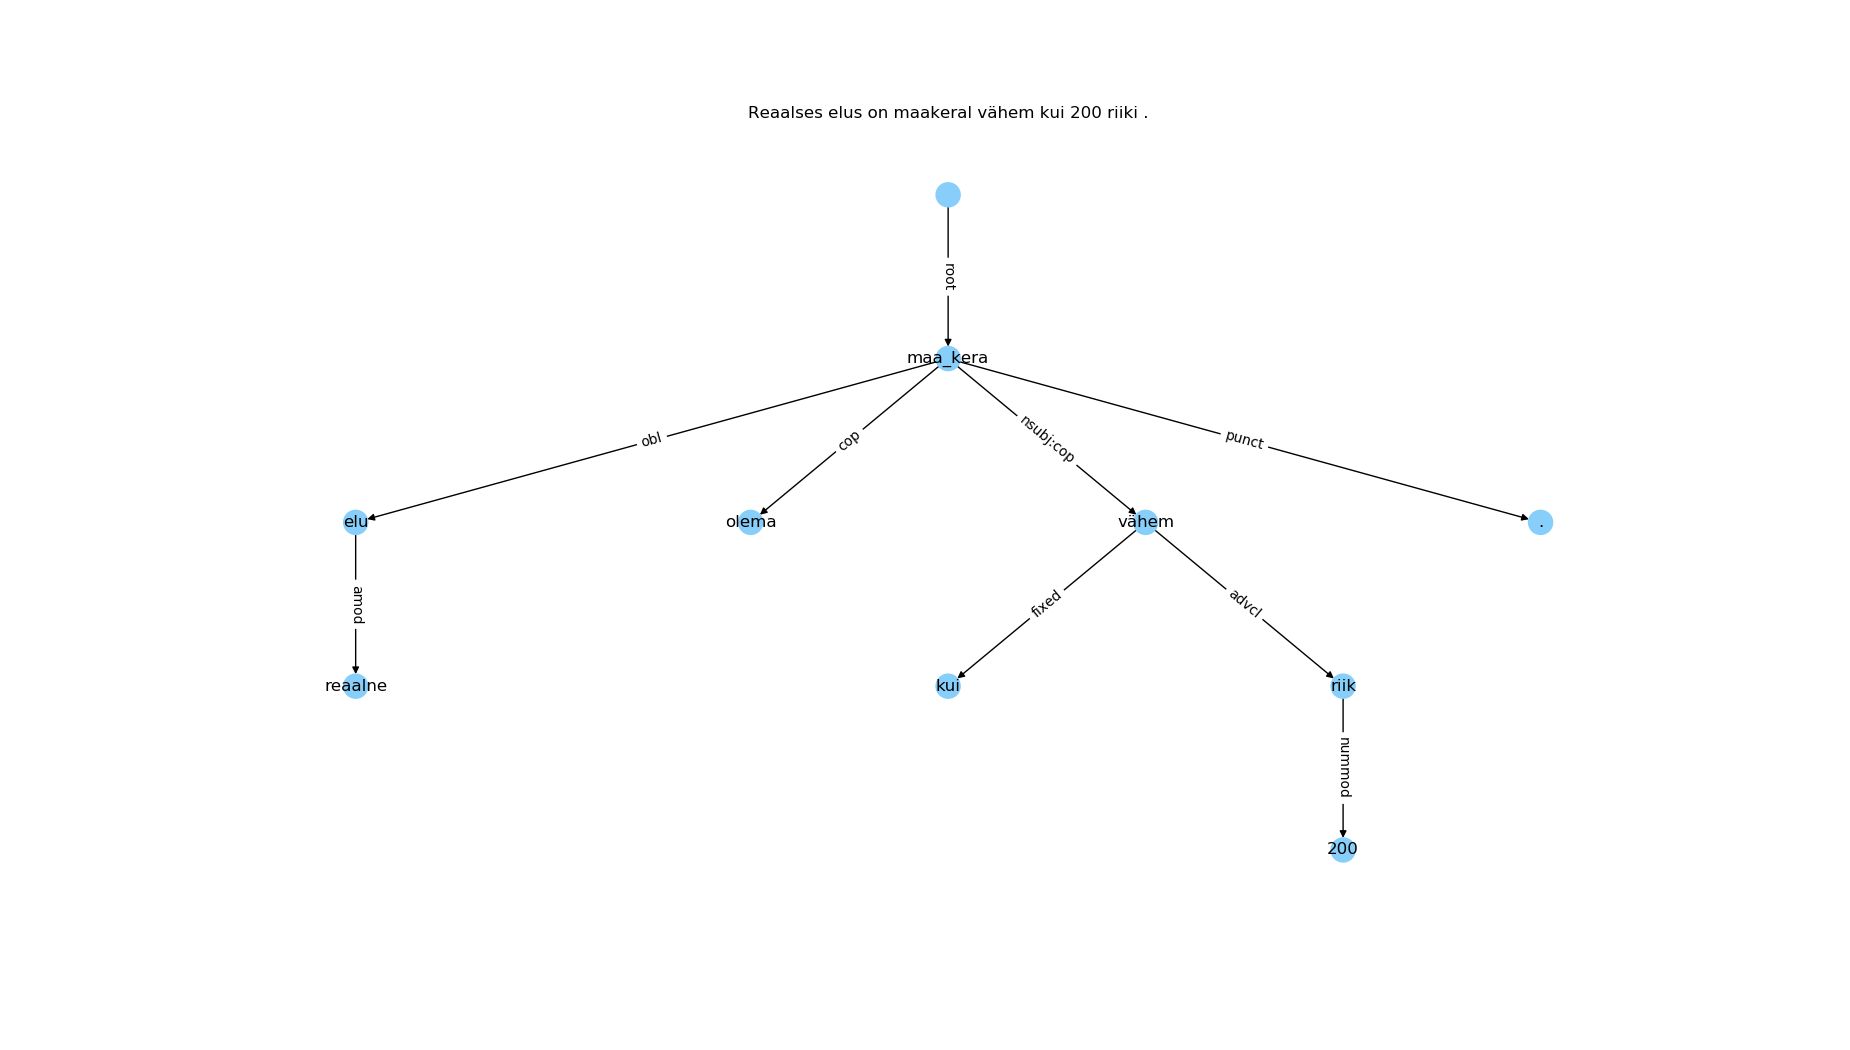 Reaalses elus on maakeral vähem kui 200 riiki .
root
maa_kera
obl
cop
nsubj:cop
punct
elu
olema
vähem
.
amod
fixed
advcl
reaalne
kui
riik
nummod
200